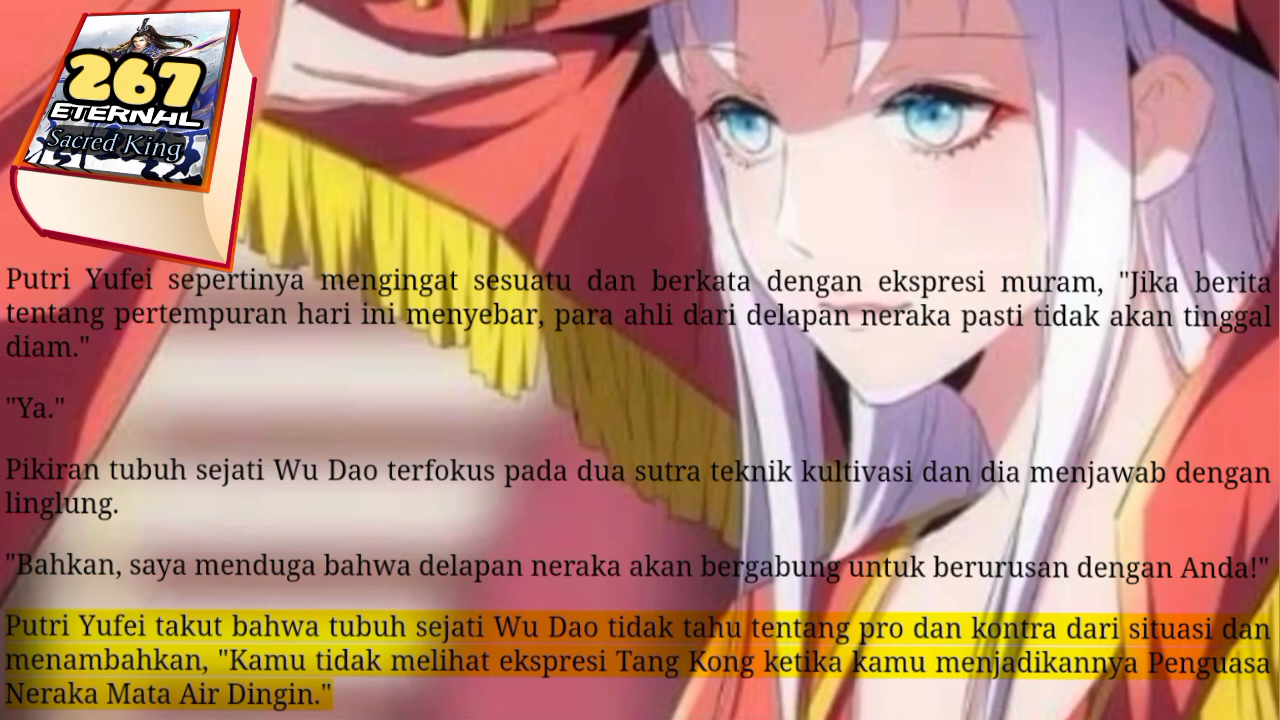 267
ETERNAL
Sacred King
Putri Yufei sepertinya mengingat sesuatu dan berkata dengan ekspresi muram, "Jika berita
tentang pertempuran hari ini menyebar, para ahli dari delapan neraka pasti tidak akan tinggal
diam."
"Ya."
Pikiran tubuh sejati Wu Dao terfokus pada dua sutra teknik kultivasi dan dia menjawab dengan
linglung.
"Bahkan, saya menduga bahwa delapan neraka akan bergabung untuk berurusan dengan Anda!"
Putri Yufei takut bahwa tubuh sejati Wu Dao tidak tahu tentang pro dan kontra dari situasi dan
menambahkan, "Kamu tidak melihat ekspresi Tang Kong ketika kamu menjadikannya Penguasa
Neraka Mata Air Dingin."